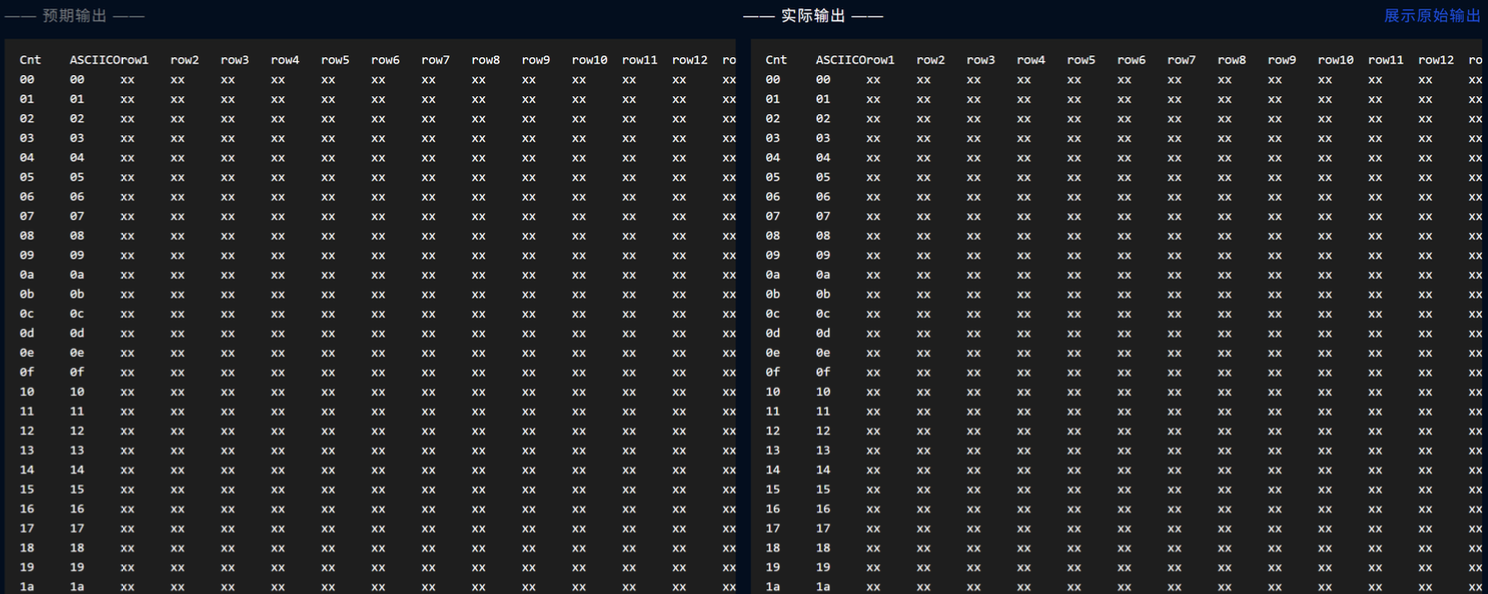 —— 预期输出 —— —— 实际输出 —— 展示原始输出
Cnt ASCIICOrow1 row2 row3 row4 row5 row6 row7 row8 row9 row10 row11 row12 ro Cnt ASCIICOrow1 row2 row3 row4 row5 row6 row7 row8 row9 row10 row11 row12 ro
00 00 xx xx xx xx xx xx xx xx xx xx xx xx xx 00 00 xx xx xx xx xx xx xx xx xx xx xx xx xx
01 01 xx xx xx xx xx xx xx xx xx xx xx xx xx 01 01 xx xx xx xx xx xx xx xx xx xx xx xx xx
02 02 xx xx xx xx xx xx xx xx xx xx xx xx xx 02 02 xx xx xx xx xx xx xx xx xx xx xx xx xx
03 03 xx xx xx xx xx xx xx xx xx xx xx xx xx 03 03 xx xx xx xx xx xx xx xx xx xx xx xx xx
04 04 xx xx xx xx xx xx xx xx xx xx xx xx xx 04 04 xx xx xx xx xx xx xx xx xx xx xx xx xx
05 05 xx xx xx xx xx xx xx xx xx xx xx xx xx 05 05 xx xx xx xx xx xx xx xx xx xx xx xx xx
06 06 xx xx xx xx xx xx xx xx xx xx xx xx xx 06 06 xx xx xx xx xx xx xx xx xx xx xx xx xx
07 07 xx xx xx xx xx xx xx xx xx xx xx xx xx 07 07 xx xx xx xx xx xx xx xx xx xx xx xx xx
08 08 xx xx xx xx xx xx xx xx xx xx xx xx xx 08 08 xx xx xx xx xx xx xx xx xx xx xx xx xx
09 09 xx xx xx xx xx xx xx xx xx xx xx xx xx 09 09 xx xx xx xx xx xx xx xx xx xx xx xx xx
0a 0a xx xx xx xx xx xx xx xx xx xx xx xx xx 0a 0a xx xx xx xx xx xx xx xx xx xx xx xx xx
0b 0b xx xx xx xx xx xx xx xx xx xx xx xx xx 0b 0b xx xx xx xx xx xx xx xx xx xx xx xx xx
0c 0c xx xx xx xx xx xx xx xx xx xx xx xx xx 0c 0c xx xx xx xx xx xx xx xx xx xx xx xx xx
0d 0d xx xx xx xx xx xx xx xx xx xx xx xx xx 0d 0d xx xx xx xx xx xx xx xx xx xx xx xx xx
0e 0e xx xx xx xx xx xx xx xx xx xx xx xx xx 0e 0e xx xx xx xx xx xx xx xx xx xx xx xx xx
0f 0f xx xx xx xx xx xx xx xx xx xx xx xx xx 0f 0f xx xx xx xx xx xx xx xx xx xx xx xx xx
10 10 xx xx xx xx xx xx xx xx xx xx xx xx xx 10 10 xx xx xx xx xx xx xx xx xx xx xx xx xx
11 11 xx xx xx xx xx xx xx xx xx xx xx xx xx 11 11 xx xx xx xx xx xx xx xx xx xx xx xx xx
12 12 xx xx xx xx xx xx xx xx xx xx xx xx xx 12 12 xx xx xx xx xx xx xx xx xx xx xx xx xx
13 13 xx xx xx xx xx xx xx xx xx xx xx xx xx 13 13 xx xx xx xx xx xx xx xx xx xx xx xx xx
14 14 xx xx xx xx xx xx xx xx xx xx xx xx xx 14 14 xx xx xx xx xx xx xx xx xx xx xx xx xx
15 15 xx xx xx xx xx xx xx xx xx xx xx xx xx 15 15 xx xx xx xx xx xx xx xx xx xx xx xx xx
16 16 xx xx xx xx xx xx xx xx xx xx xx xx xx 16 16 xx xx xx xx xx xx xx xx xx xx xx xx xx
17 17 xx xx xx xx xx xx xx xx xx xx xx xx xx 17 17 xx xx xx xx xx xx xx xx xx xx xx xx xx
18 18 xx xx xx xx xx xx xx xx xx xx xx xx xx 18 18 xx xx xx xx xx xx xx xx xx xx xx xx xx
19 19 xx xx xx xx xx xx xx xx xx xx xx xx xx 19 19 xx xx xx xx xx xx xx xx xx xx xx xx xx
1a 1a xx xx xx xx xx xx xx xx xx xx xx xx xx 1a 1a xx xx xx xx xx xx xx xx xx xx xx xx xx